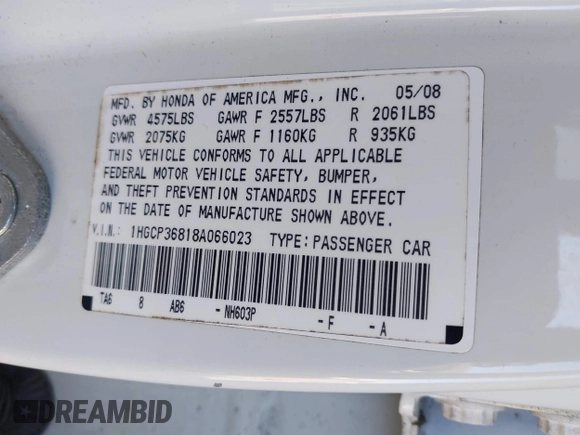 MFD. BY HONDA OF AMERICA MFG., INC. 05/08
GVWR 4575LBS GAWR F 2557LBS R 2061LBS
GVWR 2075KG GAWR F 1160KG R 935KG
THIS VEHICLE CONFORMS TO ALL APPLICABLE
FEDERAL MOTOR VEHICLE SAFETY, BUMPER,
AND THEFT PREVENTION STANDARDS IN EFFECT
ON THE DATE OF MANUFACTURE SHOWN ABOVE.
V.I.N.: 1HGCP36818A066023 TYPE: PASSENGER CAR
TA6 8 AB6 - NH603P - F - A
DREAMBID